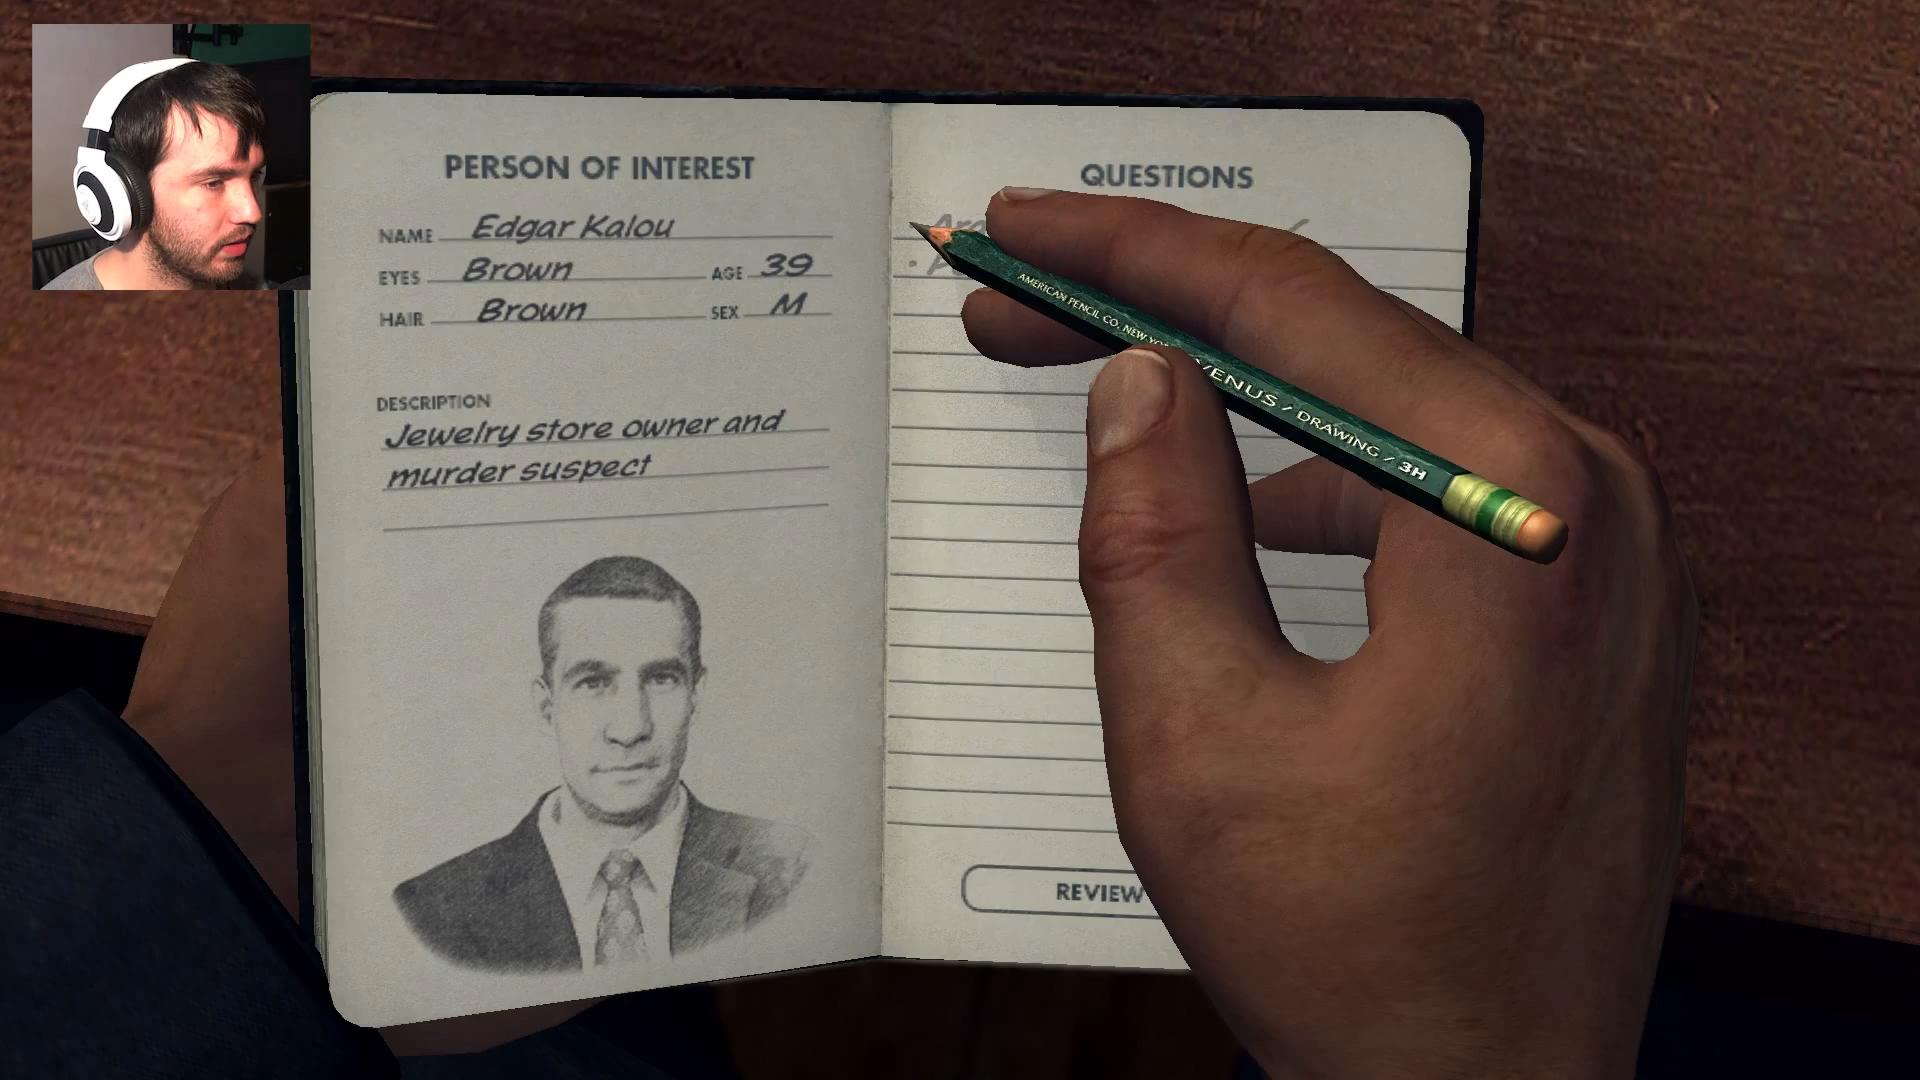 PERSON OF INTEREST
NAME Edgar Kalou
EYES Brown AGE 39
HAIR Brown SEX M
DESCRIPTION
Jewelry store owner and
murder suspect
QUESTIONS
AMERICAN PENCIL CO. NEW
VENUS / DRAWING / 3H
REVIEW